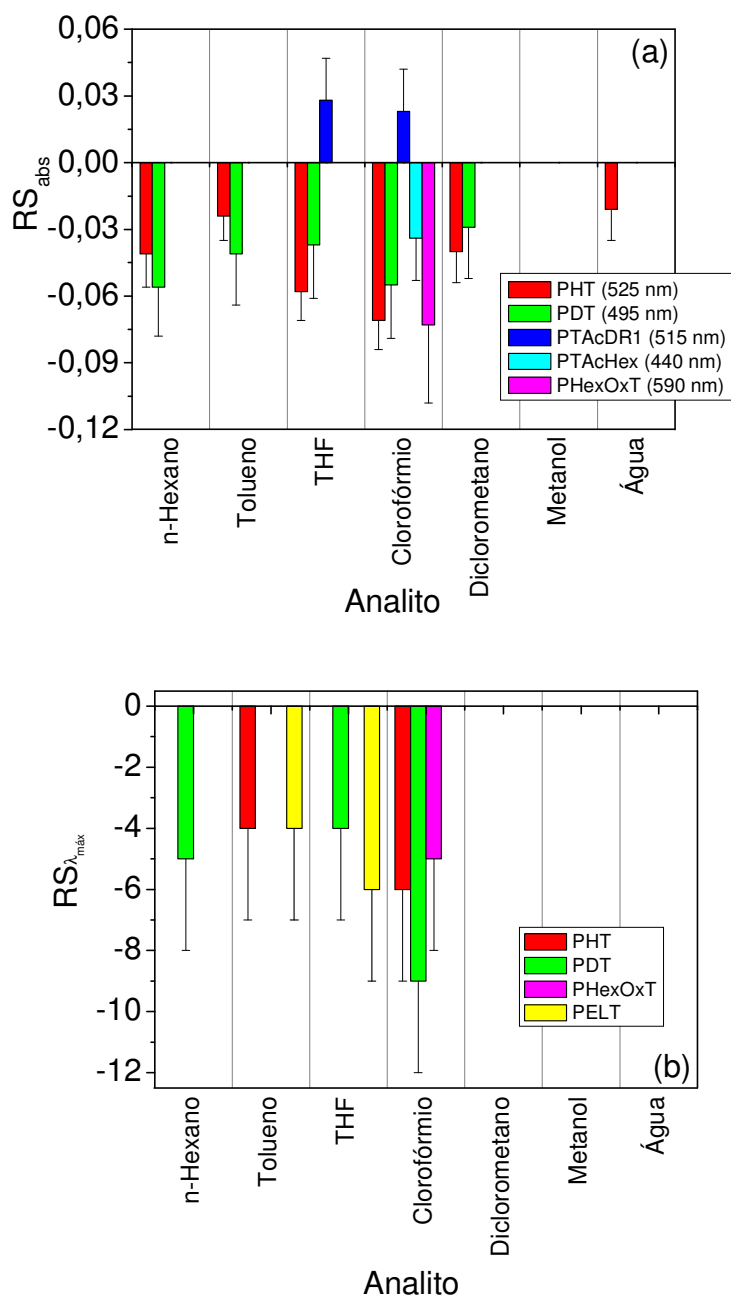 (a)
0,06
0,03
0,00
-0,03
-0,06
-0,09
-0,12
RS abs
PHT (525 nm)
PDT (495 nm)
PTAcDR1 (515 nm)
PTAcHex (440 nm)
PHexOxT (590 nm)
n-Hexano
Tolueno
THF
Clorofórmio
Diclorometano
Metanol
Água
Analito
0
-2
-4
-6
-8
-10
-12
RSλmáx
PHT
PDT
PHexOxT
PELT
(b)
n-Hexano
Tolueno
THF
Clorofórmio
Diclorometano
Metanol
Água
Analito